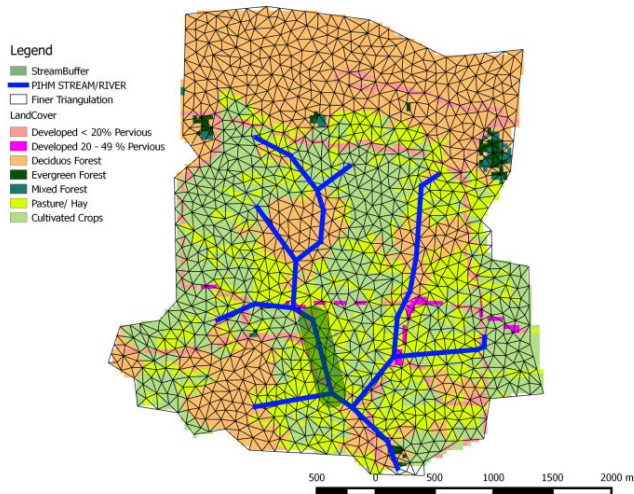 Legend
StreamBuffer
PIHM STREAM/RIVER
Finer Triangulation
LandCover
Developed < 20% Pervious
Developed 20 - 49 % Pervious
Deciduos Forest
Evergreen Forest
Mixed Forest
Pasture/ Hay
Cultivated Crops
500 0 500 1000 1500 2000 m